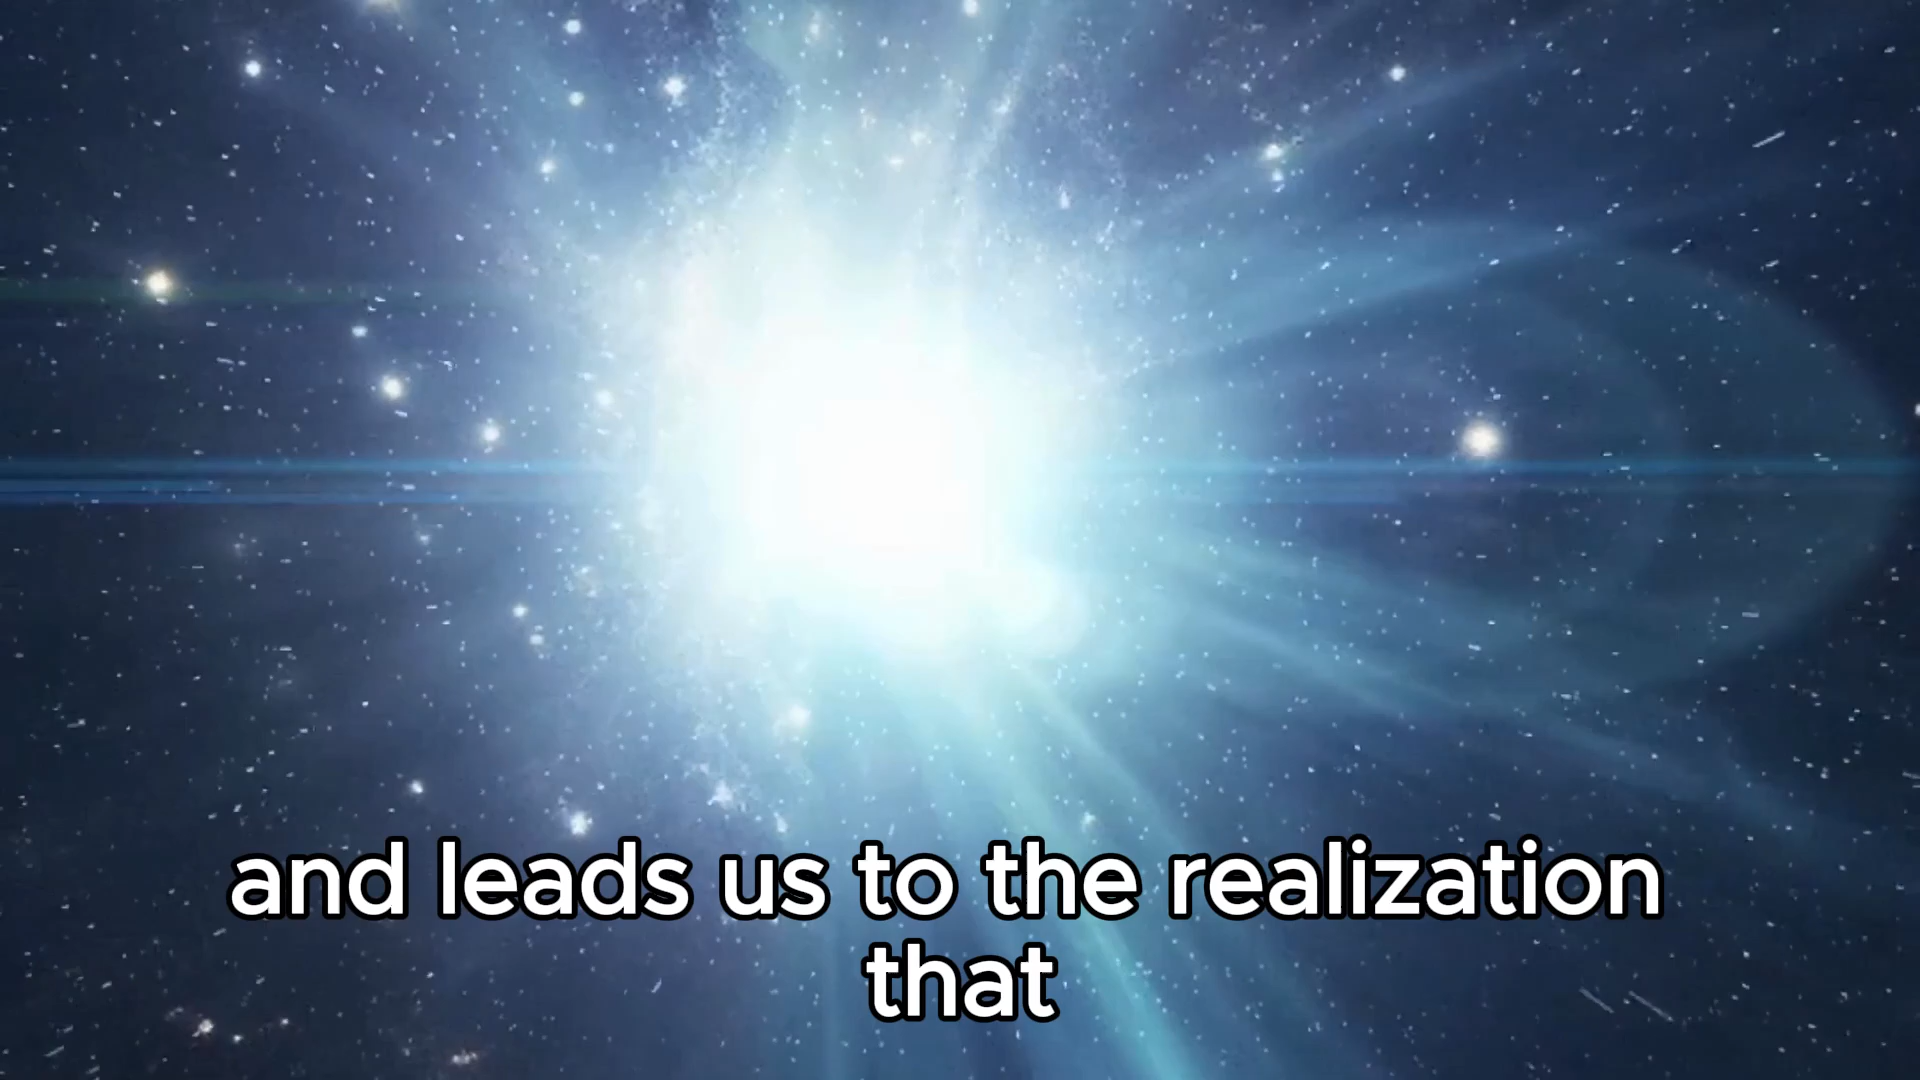 and leads us to the realization
that